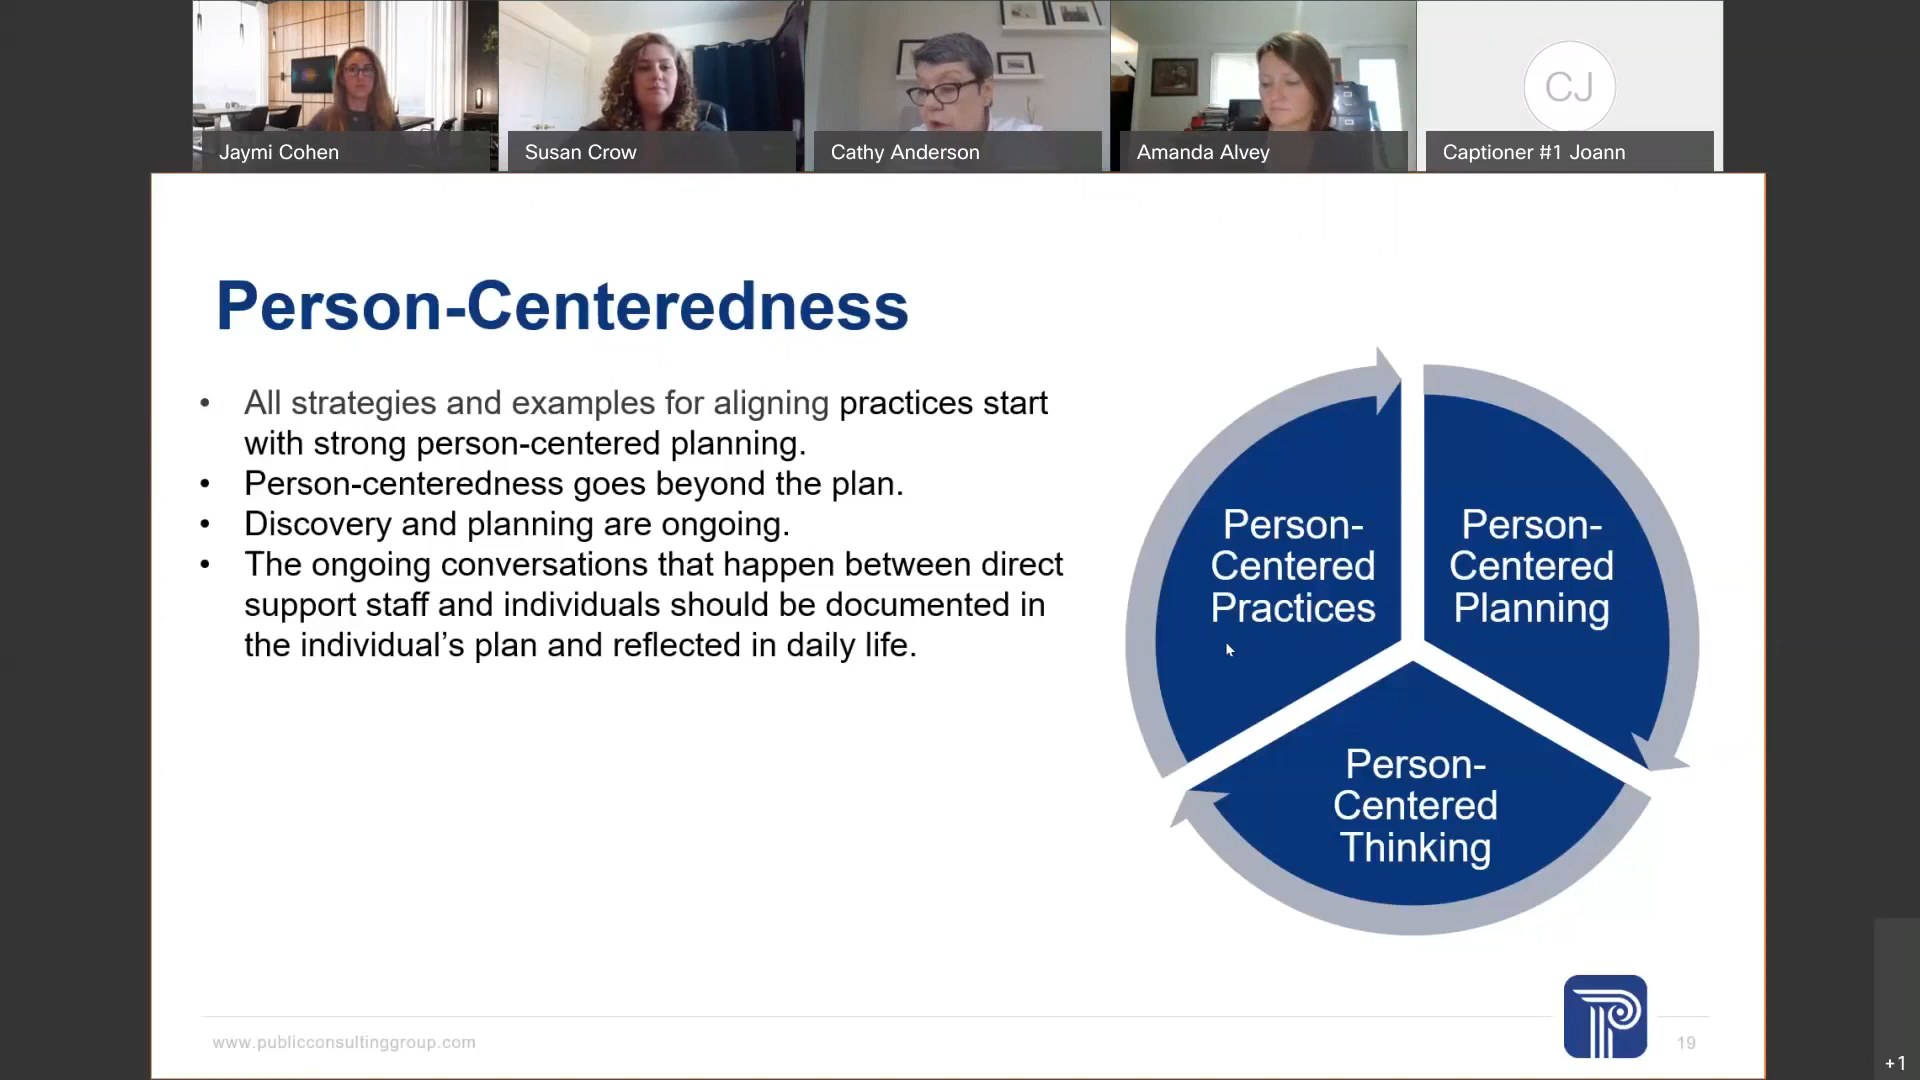 Jaymi Cohen
Susan Crow
Cathy Anderson
Amanda Alvey
CJ
Captioner #1 Joann
Person-Centeredness
• All strategies and examples for aligning practices start
with strong person-centered planning.
• Person-centeredness goes beyond the plan.
• Discovery and planning are ongoing.
• The ongoing conversations that happen between direct
support staff and individuals should be documented in
the individual’s plan and reflected in daily life.
Person-
Centered
Practices
Person-
Centered
Planning
Person-
Centered
Thinking
www.publicconsultinggroup.com
19
+1